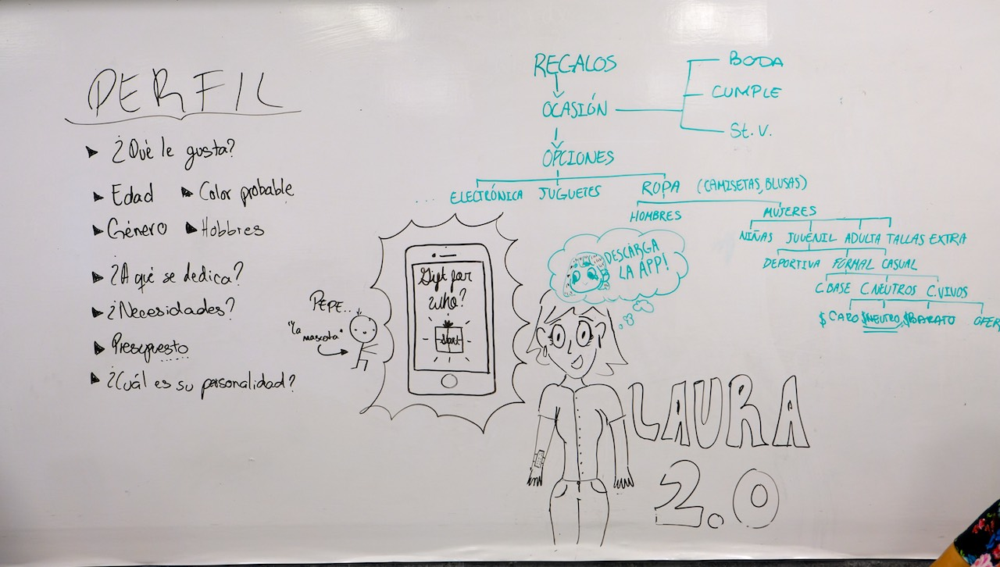 PERFIL
▶ ¿Qué le gusta?
▶ Edad ▶ Color probable
▶ Género ▶ Hobbies
▶ ¿A qué se dedica?
▶ ¿Necesidades?
▶ Presupuesto
▶ ¿Cuál es su personalidad?
REGALOS
OCASIÓN
BODA
CUMPLE
St. V.
OPCIONES
... ELECTRÓNICA JUGUETES ROPA (CAMISETAS, BLUSAS)
HOMBRES MUJERES
NIÑAS JUVENIL ADULTA TALLAS EXTRA
DEPORTIVA FORMAL CASUAL
C.BASE C.NEUTROS C.VIVOS
$ CARO $NEUTRO $BARATO OFER
PEPE..
"la
mascota"
Gift for
who?
Start
DESCARGA
LA APP!
LAURA
2.0